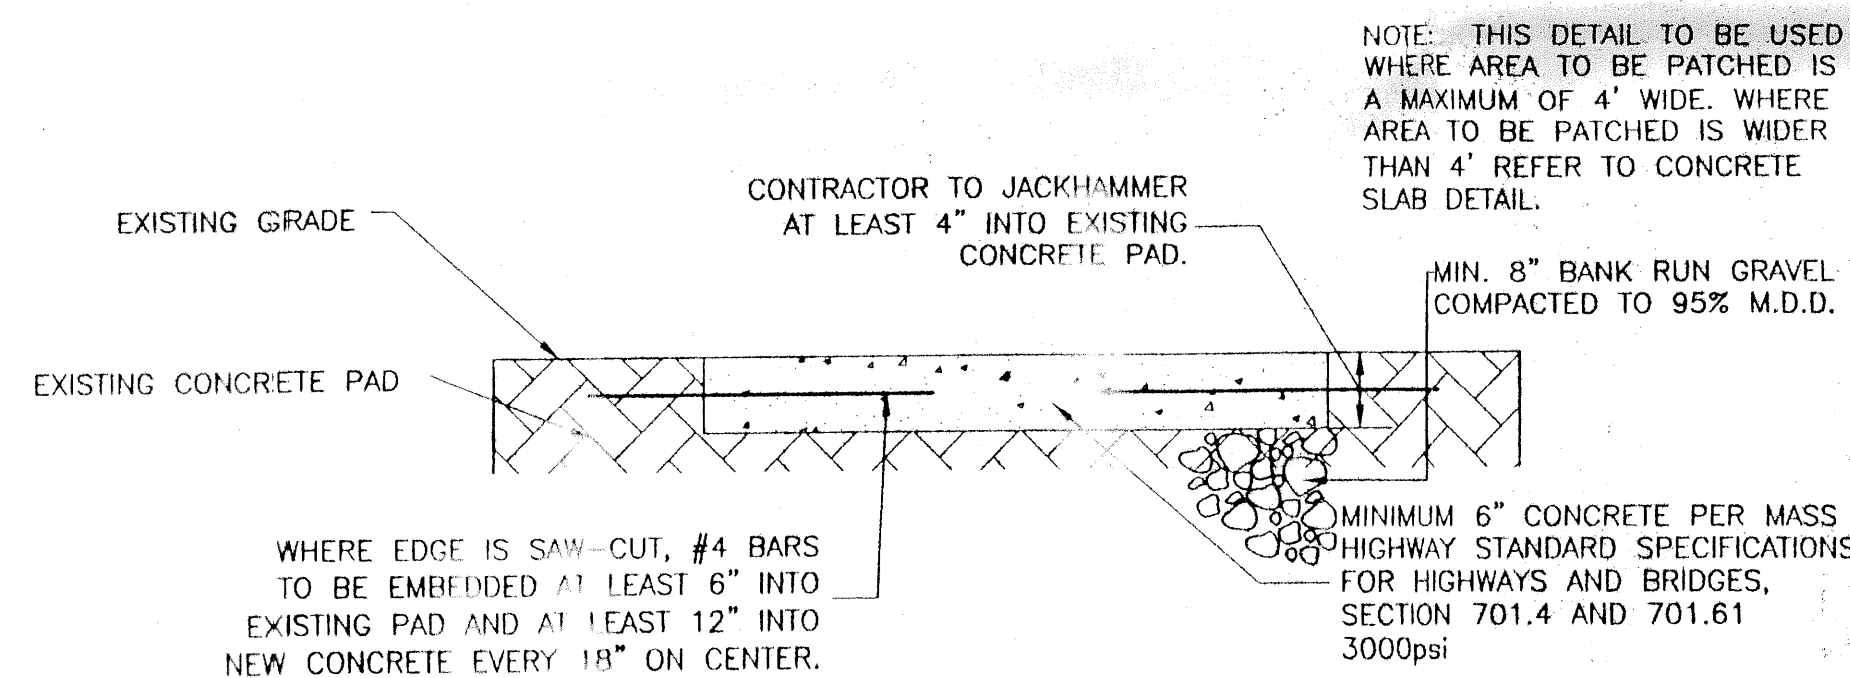 NOTE: THIS DETAIL TO BE USED
WHERE AREA TO BE PATCHED IS
A MAXIMUM OF 4' WIDE. WHERE
AREA TO BE PATCHED IS WIDER
THAN 4' REFER TO CONCRETE
SLAB DETAIL.
CONTRACTOR TO JACKHAMMER
AT LEAST 4" INTO EXISTING
CONCRETE PAD.
EXISTING GRADE
MIN. 8" BANK RUN GRAVEL
COMPACTED TO 95% M.D.D.
EXISTING CONCRETE PAD
WHERE EDGE IS SAW-CUT, #4 BARS
TO BE EMBEDDED AT LEAST 6" INTO
EXISTING PAD AND AT LEAST 12" INTO
NEW CONCRETE EVERY 18" ON CENTER.
MINIMUM 6" CONCRETE PER MASS
HIGHWAY STANDARD SPECIFICATIONS
FOR HIGHWAYS AND BRIDGES,
SECTION 701.4 AND 701.61
3000psi